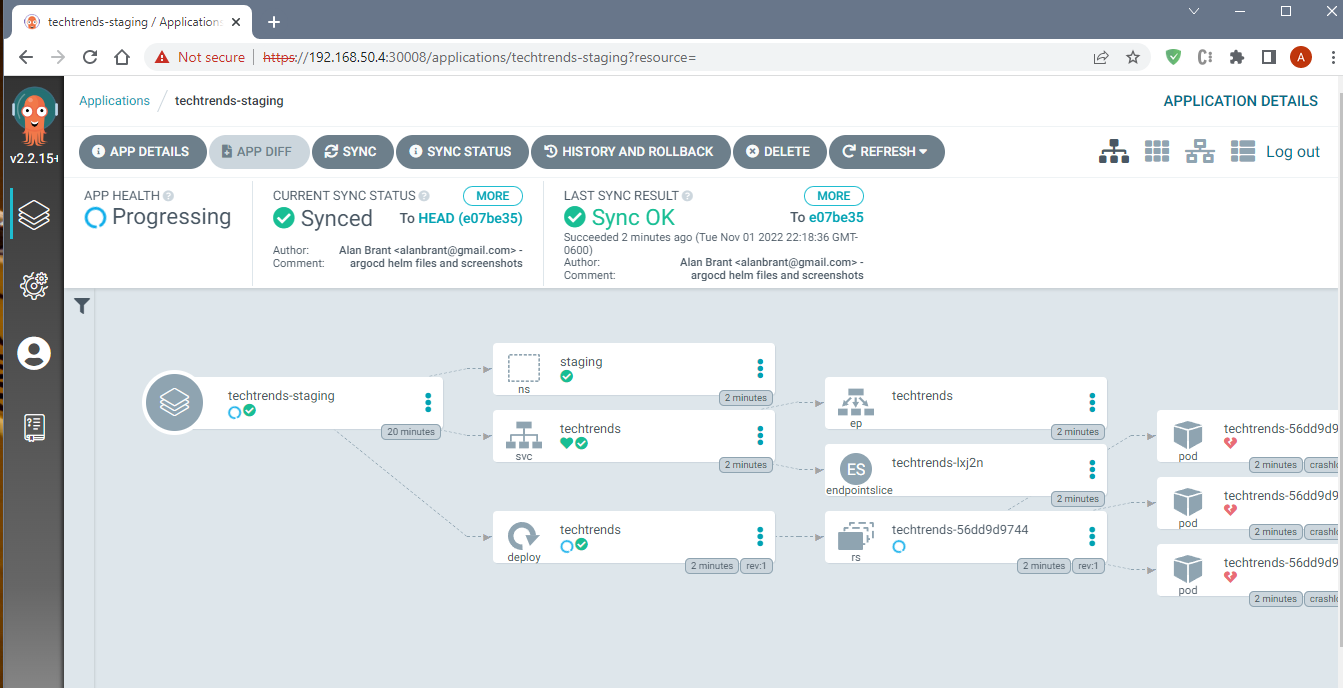 techtrends-staging / Applications
Not secure
https://192.168.50.4:30008/applications/techtrends-staging?resource=
A
v2.2.15+
Applications / techtrends-staging
APPLICATION DETAILS
APP DETAILS
APP DIFF
SYNC
SYNC STATUS
HISTORY AND ROLLBACK
DELETE
REFRESH
Log out
APP HEALTH
Progressing
CURRENT SYNC STATUS
MORE
Synced
To HEAD (e07be35)
Author: Alan Brant <alanbrant@gmail.com> -
Comment: argocd helm files and screenshots
LAST SYNC RESULT
MORE
Sync OK
To e07be35
Succeeded 2 minutes ago (Tue Nov 01 2022 22:18:36 GMT-
0600)
Author: Alan Brant <alanbrant@gmail.com> -
Comment: argocd helm files and screenshots
techtrends-staging
20 minutes
staging
ns
2 minutes
techtrends
svc
2 minutes
techtrends
deploy
2 minutes
rev:1
techtrends
ep
2 minutes
ES
techtrends-lxj2n
endpointslice
2 minutes
techtrends-56dd9d9744
rs
2 minutes
rev:1
techtrends-56dd9d9
pod
2 minutes
crashlo
techtrends-56dd9d9
pod
2 minutes
crashlo
techtrends-56dd9d9
pod
2 minutes
crashlo